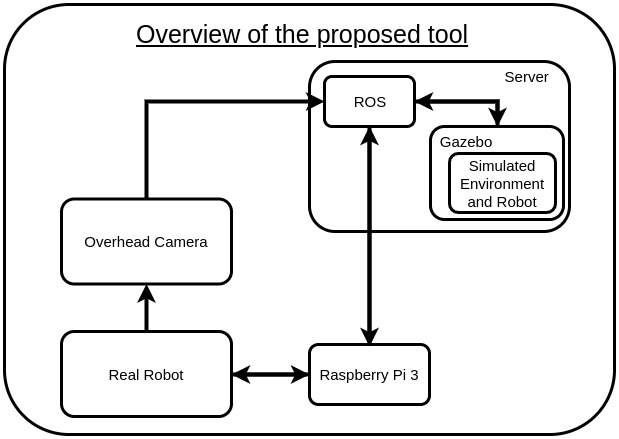 Overview of the proposed tool
Server
ROS
Gazebo
Simulated
Environment
and Robot
Overhead Camera
Real Robot
Raspberry Pi 3